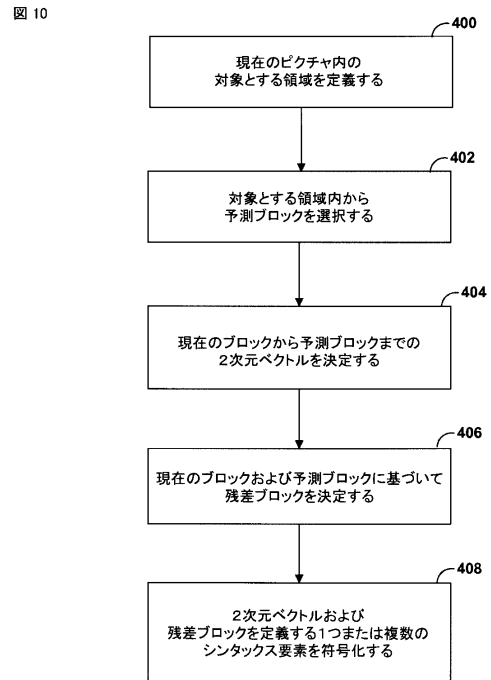 図 10
400
現在のピクチャ内の
対象とする領域を定義する
402
対象とする領域内から
予測ブロックを選択する
404
現在のブロックから予測ブロックまでの
2次元ベクトルを決定する
406
現在のブロックおよび予測ブロックに基づいて
残差ブロックを決定する
408
2次元ベクトルおよび
残差ブロックを定義する1つまたは複数の
シンタックス要素を符号化する